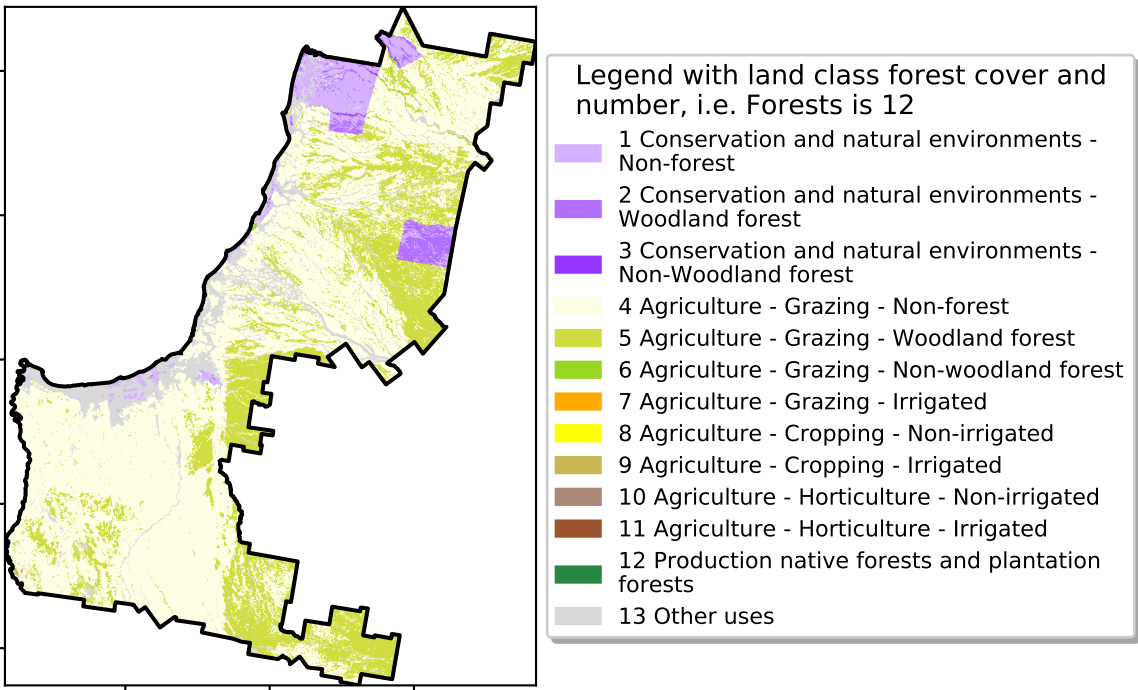 Legend with land class forest cover and
number, i.e. Forests is 12
1 Conservation and natural environments -
Non-forest
2 Conservation and natural environments -
Woodland forest
3 Conservation and natural environments -
Non-Woodland forest
4 Agriculture - Grazing - Non-forest
5 Agriculture - Grazing - Woodland forest
6 Agriculture - Grazing - Non-woodland forest
7 Agriculture - Grazing - Irrigated
8 Agriculture - Cropping - Non-irrigated
9 Agriculture - Cropping - Irrigated
10 Agriculture - Horticulture - Non-irrigated
11 Agriculture - Horticulture - Irrigated
12 Production native forests and plantation
forests
13 Other uses